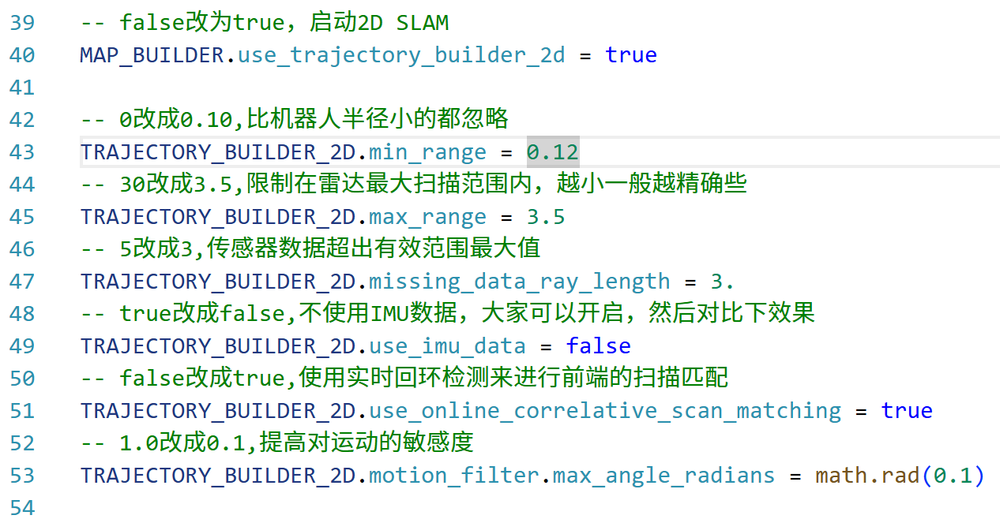 39 -- false改为true，启动2D SLAM
40 MAP_BUILDER.use_trajectory_builder_2d = true
41
42 -- 0改成0.10,比机器人半径小的都忽略
43 TRAJECTORY_BUILDER_2D.min_range = 0.12
44 -- 30改成3.5,限制在雷达最大扫描范围内，越小一般越精确些
45 TRAJECTORY_BUILDER_2D.max_range = 3.5
46 -- 5改成3,传感器数据超出有效范围最大值
47 TRAJECTORY_BUILDER_2D.missing_data_ray_length = 3.
48 -- true改成false,不使用IMU数据，大家可以开启，然后对比下效果
49 TRAJECTORY_BUILDER_2D.use_imu_data = false
50 -- false改成true,使用实时回环检测来进行前端的扫描匹配
51 TRAJECTORY_BUILDER_2D.use_online_correlative_scan_matching = true
52 -- 1.0改成0.1,提高对运动的敏感度
53 TRAJECTORY_BUILDER_2D.motion_filter.max_angle_radians = math.rad(0.1)
54